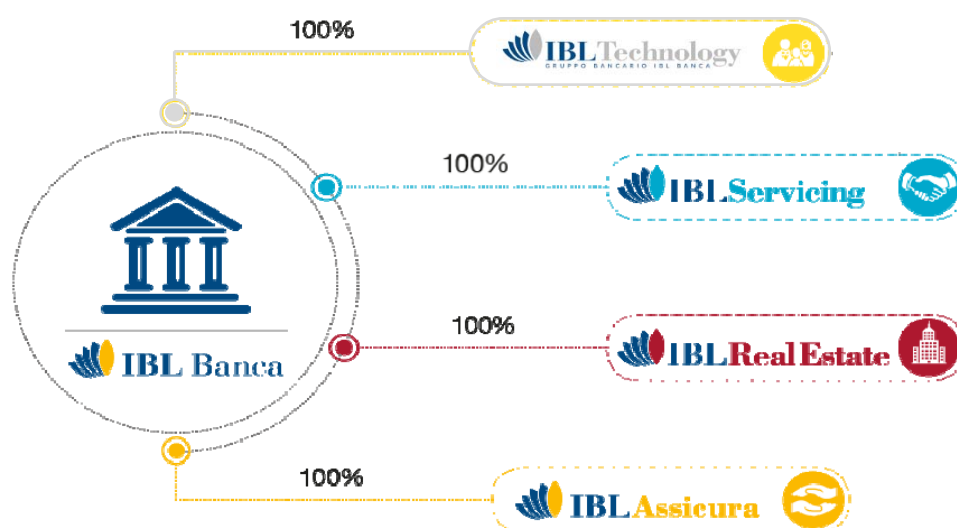 100%
IBLTechnology
GRUPPO BANCARIO IBL BANCA
100%
IBLServicing
100%
IBLRealEstate
IBL Banca
100%
IBLAssicura